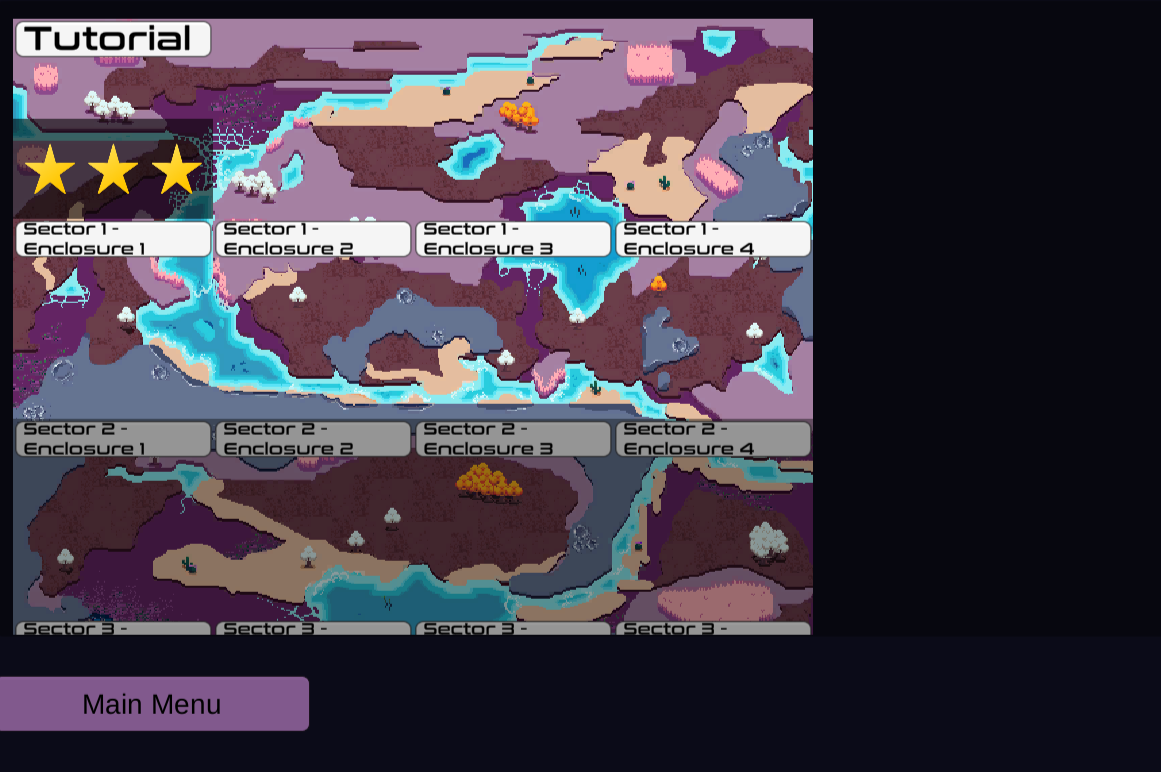 Tutorial
Sector 1 -
Enclosure 1
Sector 1 -
Enclosure 2
Sector 1 -
Enclosure 3
Sector 1 -
Enclosure 4
Sector 2 -
Enclosure 1
Sector 2 -
Enclosure 2
Sector 2 -
Enclosure 3
Sector 2 -
Enclosure 4
Sector 3 -
Sector 3 -
Sector 3 -
Sector 3 -
Main Menu